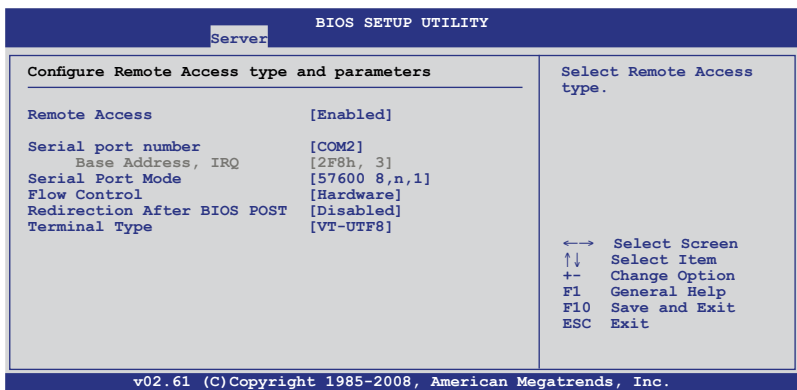 BIOS SETUP UTILITY
Server
Configure Remote Access type and parameters
Remote Access [Enabled]
Serial port number [COM2]
Base Address, IRQ [2F8h, 3]
Serial Port Mode [57600 8,n,1]
Flow Control [Hardware]
Redirection After BIOS POST [Disabled]
Terminal Type [VT-UTF8]
Select Remote Access
type.
←→ Select Screen
↑↓ Select Item
+- Change Option
F1 General Help
F10 Save and Exit
ESC Exit
v02.61 (C)Copyright 1985-2008, American Megatrends, Inc.